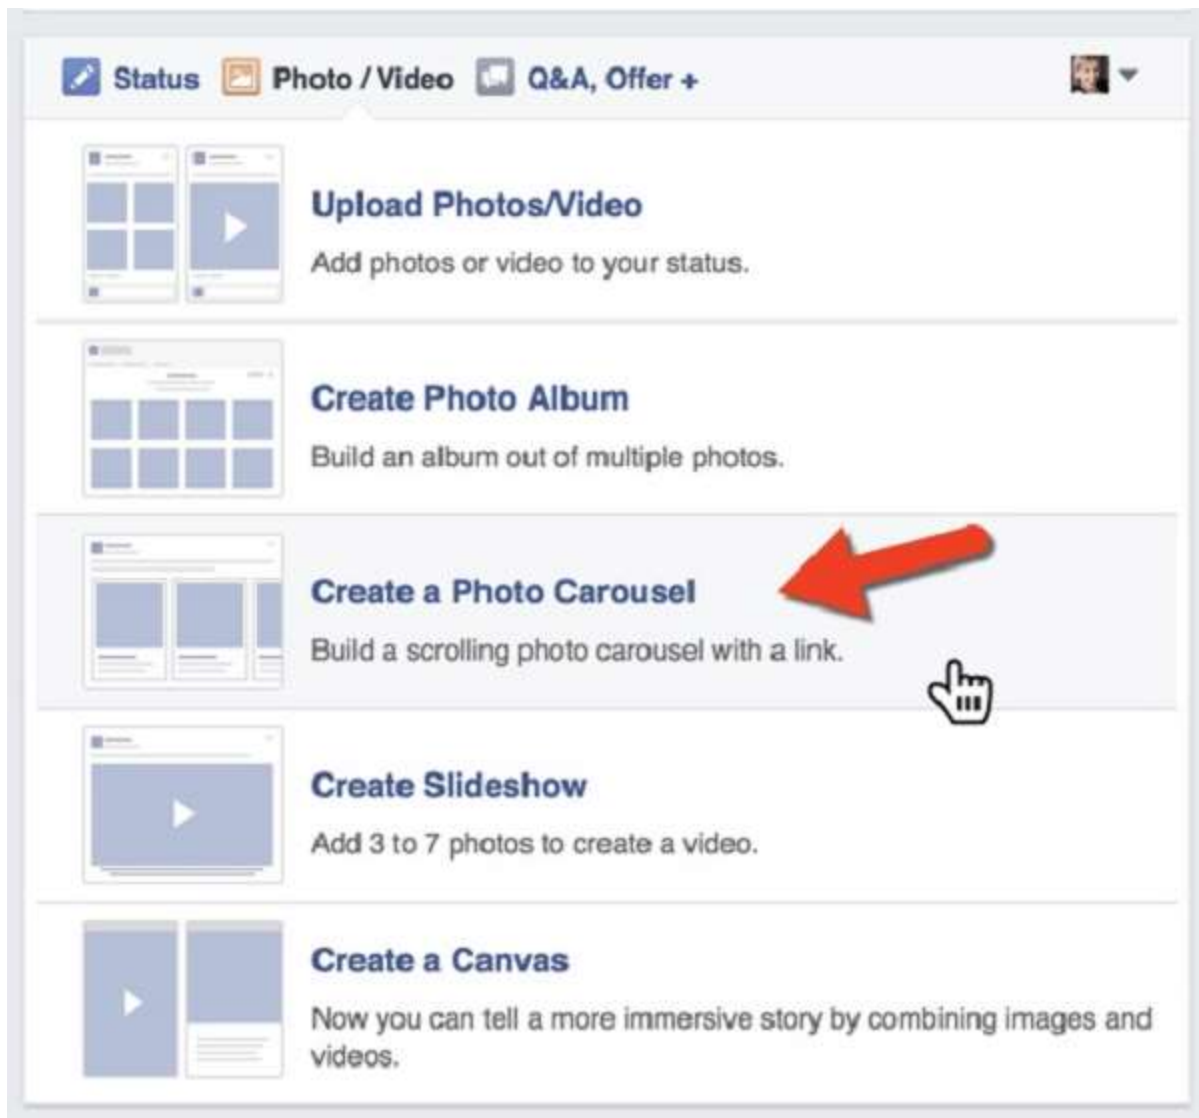 Status Photo / Video Q&A, Offer +
Upload Photos/Video
Add photos or video to your status.
Create Photo Album
Build an album out of multiple photos.
Create a Photo Carousel
Build a scrolling photo carousel with a link.
Create Slideshow
Add 3 to 7 photos to create a video.
Create a Canvas
Now you can tell a more immersive story by combining images and
videos.